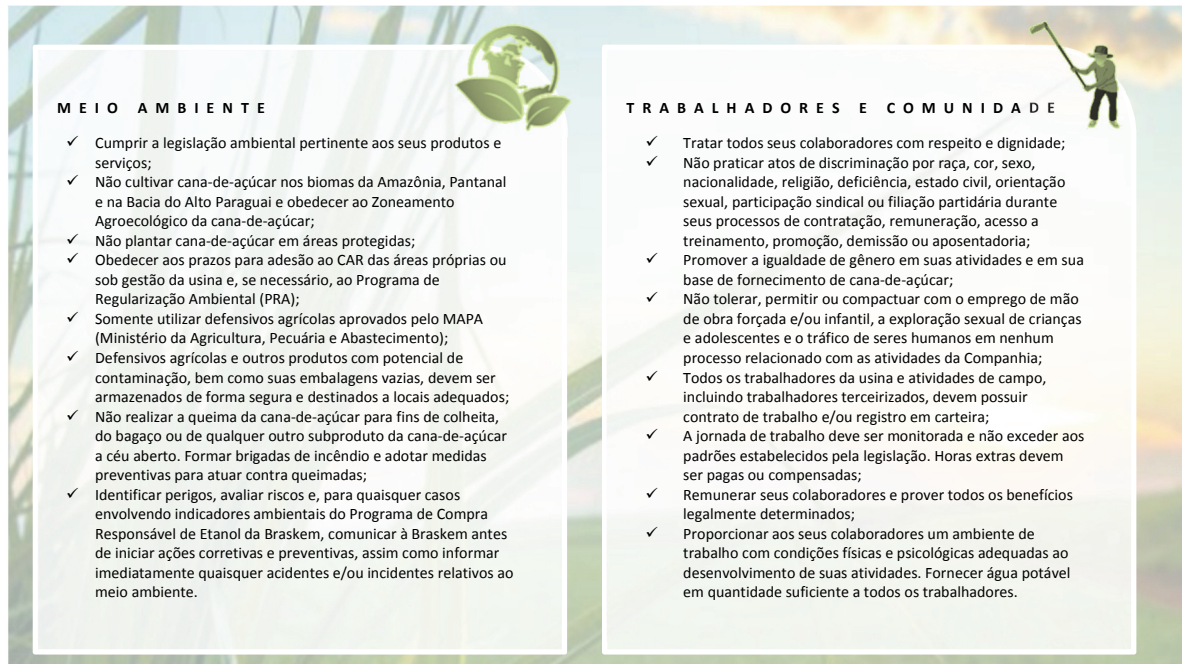 MEIO AMBIENTE
✓ Cumprir a legislação ambiental pertinente aos seus produtos e
serviços;
✓ Não cultivar cana-de-açúcar nos biomas da Amazônia, Pantanal
e na Bacia do Alto Paraguai e obedecer ao Zoneamento
Agroecológico da cana-de-açúcar;
✓ Não plantar cana-de-açúcar em áreas protegidas;
✓ Obedecer aos prazos para adesão ao CAR das áreas próprias ou
sob gestão da usina e, se necessário, ao Programa de
Regularização Ambiental (PRA);
✓ Somente utilizar defensivos agrícolas aprovados pelo MAPA
(Ministério da Agricultura, Pecuária e Abastecimento);
✓ Defensivos agrícolas e outros produtos com potencial de
contaminação, bem como suas embalagens vazias, devem ser
armazenados de forma segura e destinados a locais adequados;
✓ Não realizar a queima da cana-de-açúcar para fins de colheita,
do bagaço ou de qualquer outro subproduto da cana-de-açúcar
a céu aberto. Formar brigadas de incêndio e adotar medidas
preventivas para atuar contra queimadas;
✓ Identificar perigos, avaliar riscos e, para quaisquer casos
envolvendo indicadores ambientais do Programa de Compra
Responsável de Etanol da Braskem, comunicar à Braskem antes
de iniciar ações corretivas e preventivas, assim como informar
imediatamente quaisquer acidentes e/ou incidentes relativos ao
meio ambiente.
TRABALHADORES E COMUNIDADE
✓ Tratar todos seus colaboradores com respeito e dignidade;
✓ Não praticar atos de discriminação por raça, cor, sexo,
nacionalidade, religião, deficiência, estado civil, orientação
sexual, participação sindical ou filiação partidária durante
seus processos de contratação, remuneração, acesso a
treinamento, promoção, demissão ou aposentadoria;
✓ Promover a igualdade de gênero em suas atividades e em sua
base de fornecimento de cana-de-açúcar;
✓ Não tolerar, permitir ou compactuar com o emprego de mão
de obra forçada e/ou infantil, a exploração sexual de crianças
e adolescentes e o tráfico de seres humanos em nenhum
processo relacionado com as atividades da Companhia;
✓ Todos os trabalhadores da usina e atividades de campo,
incluindo trabalhadores terceirizados, devem possuir
contrato de trabalho e/ou registro em carteira;
✓ A jornada de trabalho deve ser monitorada e não exceder aos
padrões estabelecidos pela legislação. Horas extras devem
ser pagas ou compensadas;
✓ Remunerar seus colaboradores e prover todos os benefícios
legalmente determinados;
✓ Proporcionar aos seus colaboradores um ambiente de
trabalho com condições físicas e psicológicas adequadas ao
desenvolvimento de suas atividades. Fornecer água potável
em quantidade suficiente a todos os trabalhadores.